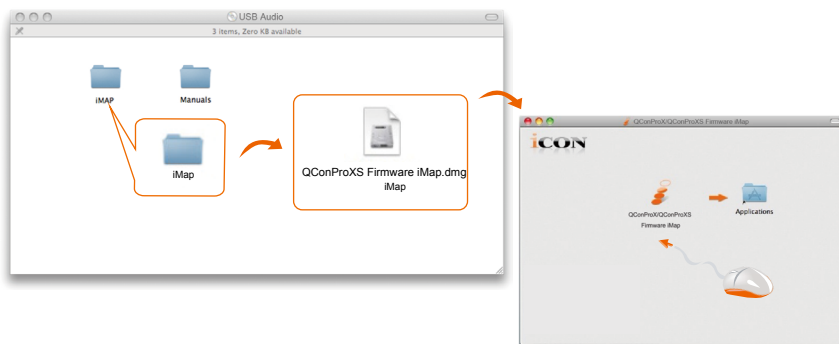 USB Audio
3 items, Zero KB available
iMAP
Manuals
iMap
QConProXS Firmware iMap.dmg
iMap
QConProX/QConProXS Firmware iMap
iCON
QConProX/QConProXS
Firmware iMap
Applications